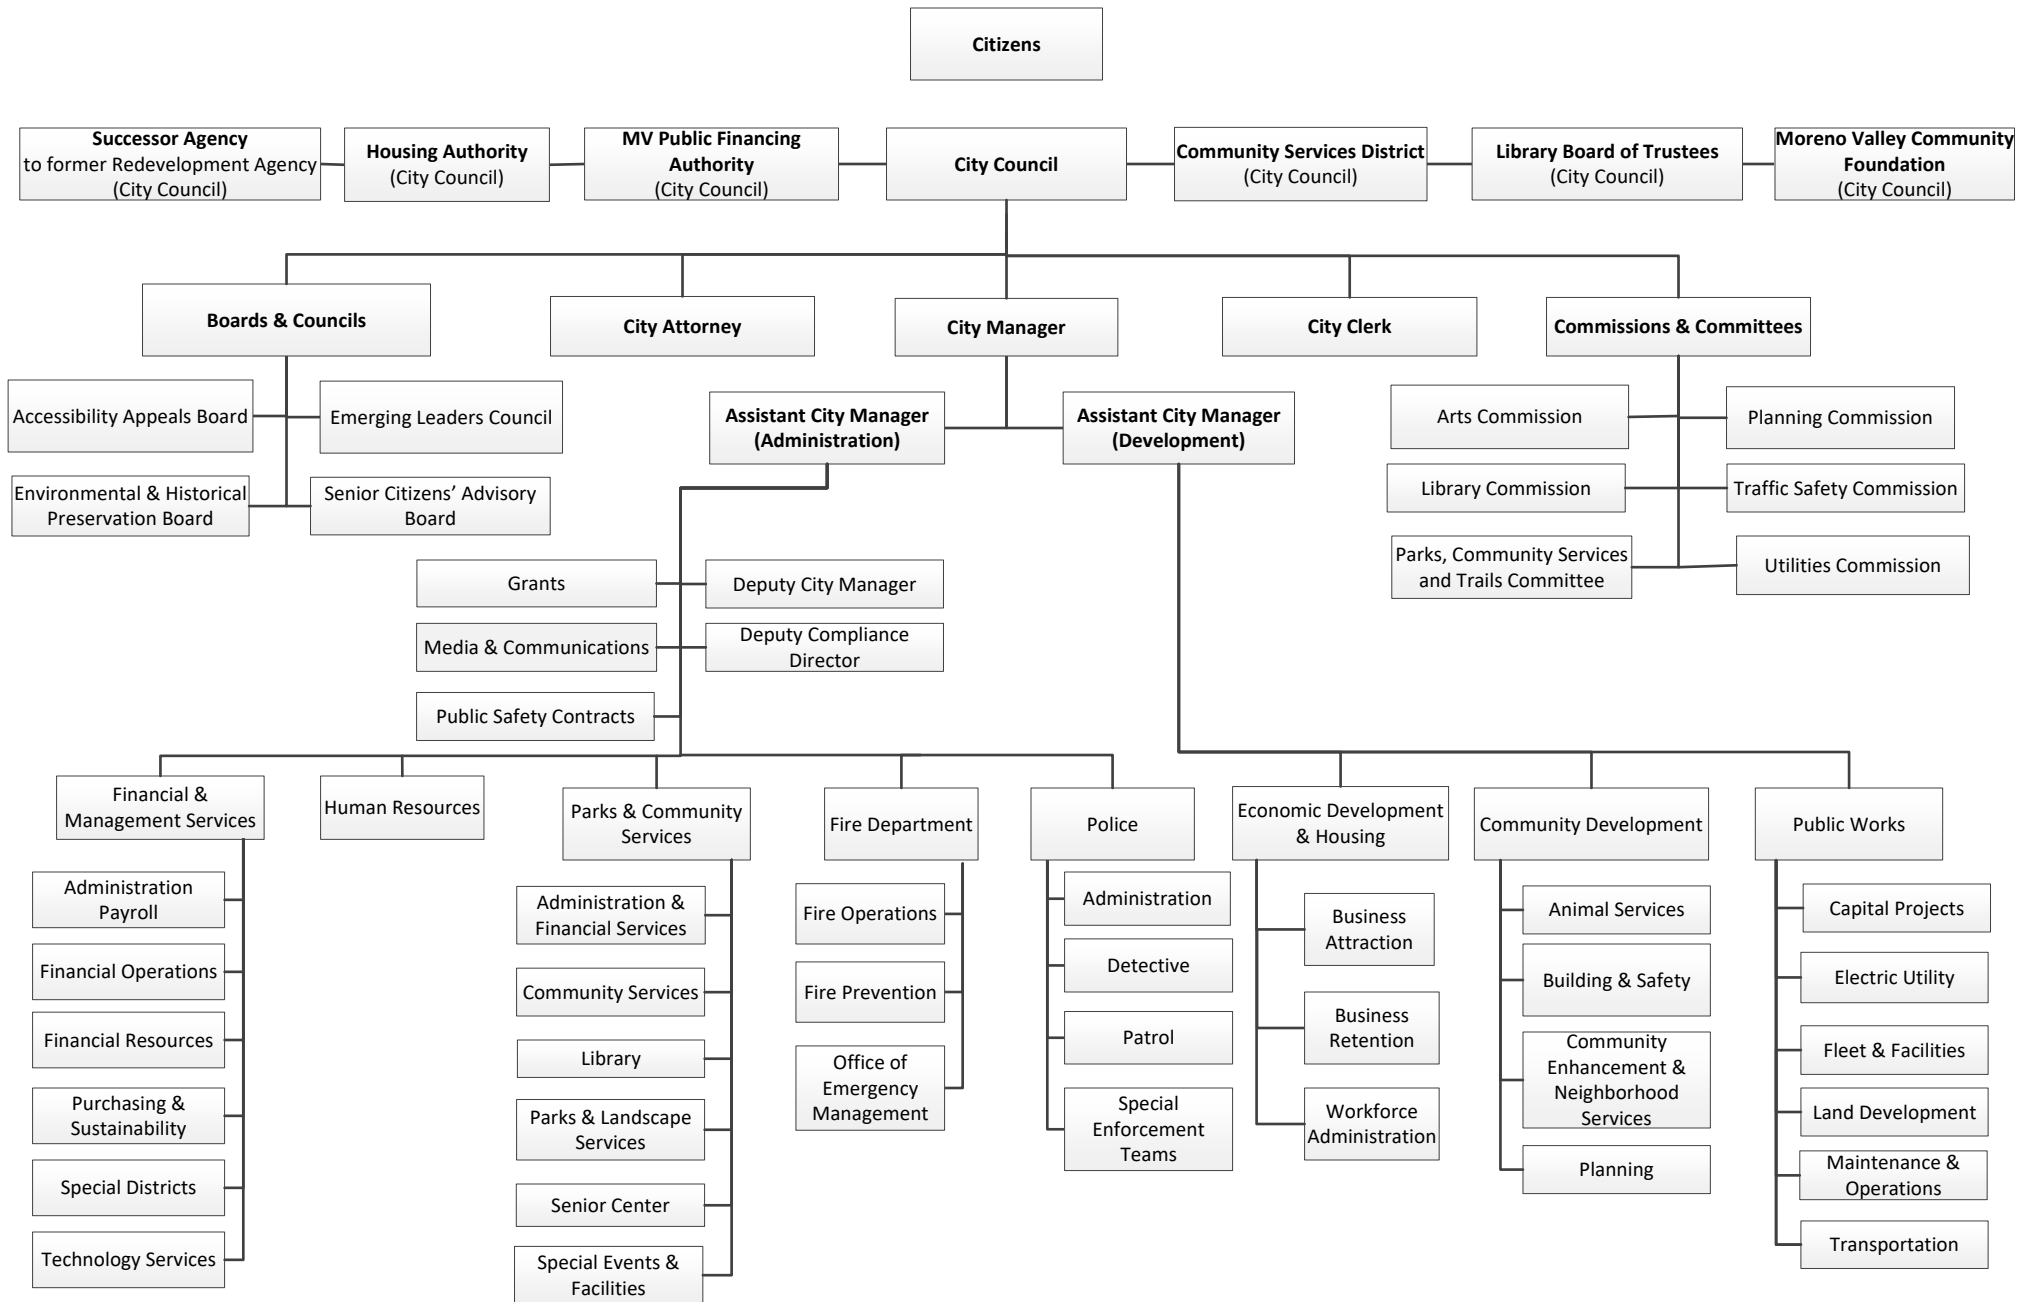 Citizens
Successor Agency
to former Redevelopment Agency
(City Council)
Housing Authority
(City Council)
MV Public Financing
Authority
(City Council)
City Council
Community Services District
(City Council)
Library Board of Trustees
(City Council)
Moreno Valley Community
Foundation
(City Council)
Boards & Councils
City Attorney
City Manager
City Clerk
Commissions & Committees
Accessibility Appeals Board
Emerging Leaders Council
Environmental & Historical
Preservation Board
Senior Citizens’ Advisory
Board
Assistant City Manager
(Administration)
Assistant City Manager
(Development)
Arts Commission
Planning Commission
Library Commission
Traffic Safety Commission
Parks, Community Services
and Trails Committee
Utilities Commission
Grants
Deputy City Manager
Media & Communications
Deputy Compliance
Director
Public Safety Contracts
Financial &
Management Services
Human Resources
Parks & Community
Services
Fire Department
Police
Economic Development
& Housing
Community Development
Public Works
Administration
Payroll
Financial Operations
Financial Resources
Purchasing &
Sustainability
Special Districts
Technology Services
Administration &
Financial Services
Community Services
Library
Parks & Landscape
Services
Senior Center
Special Events &
Facilities
Fire Operations
Fire Prevention
Office of
Emergency
Management
Administration
Detective
Patrol
Special
Enforcement
Teams
Business
Attraction
Business
Retention
Workforce
Administration
Animal Services
Building & Safety
Community
Enhancement &
Neighborhood
Services
Planning
Capital Projects
Electric Utility
Fleet & Facilities
Land Development
Maintenance &
Operations
Transportation